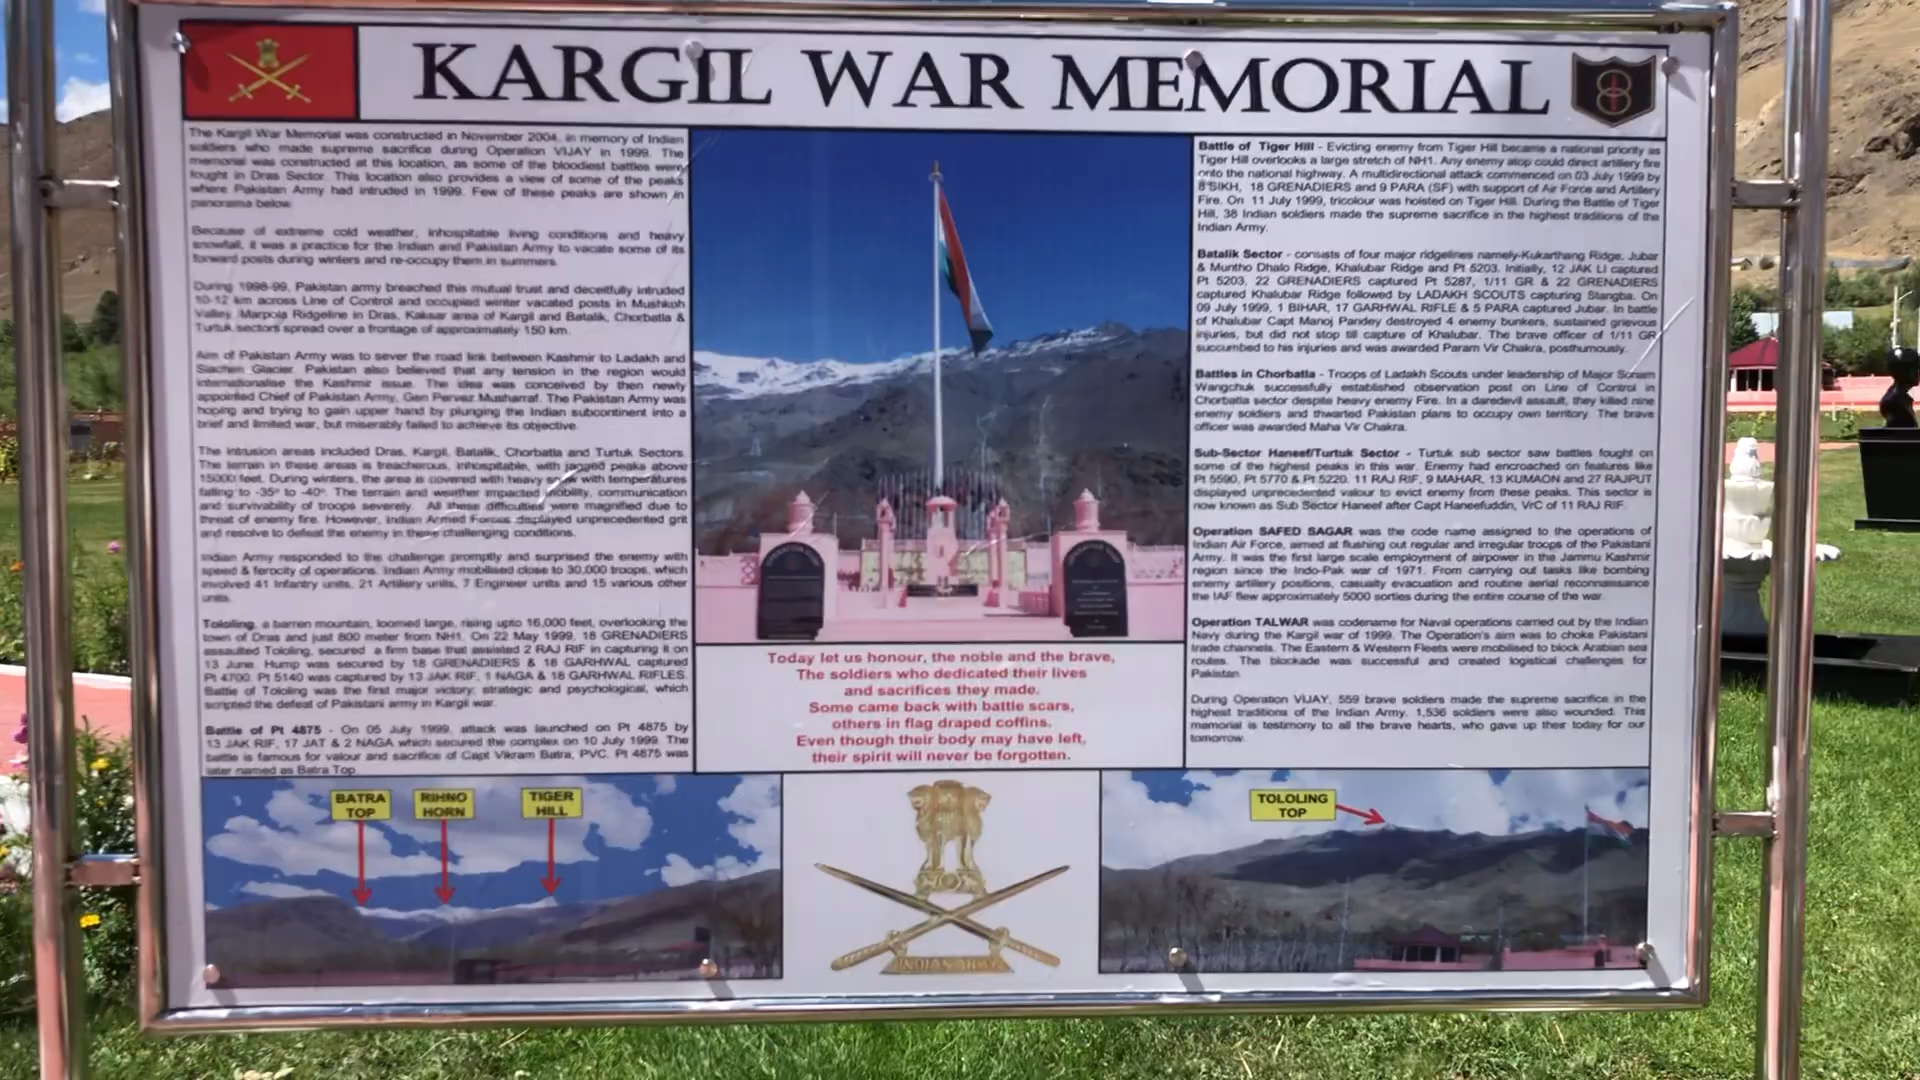 KARGIL WAR MEMORIAL
The Kargil War Memorial was constructed in November 2004, in memory of Indian
soldiers who made supreme sacrifice during Operation VIJAY in 1999. The
memorial was constructed at this location, as some of the bloodiest battles were
fought in Dras Sector. This location also provides a view of some of the peaks
where Pakistan Army had intruded in 1999. Few of these peaks are shown in
panorama below.
Because of extreme cold weather, inhospitable living conditions and heavy
snowfall, it was a practice for the Indian and Pakistan Army to vacate some of its
forward posts during winters and re-occupy them in summers.
During 1998-99, Pakistan army breached this mutual trust and deceitfully intruded
10-12 km across Line of Control and occupied winter vacated posts in Mushkoh
Valley, Marpola Ridgeline in Dras, Kaksar area of Kargil and Batalik, Chorbatla &
Turtuk sectors spread over a frontage of approximately 150 km.
Aim of Pakistan Army was to sever the road link between Kashmir to Ladakh and
Siachen Glacier. Pakistan also believed that any tension in the region would
internationalise the Kashmir issue. The idea was conceived by then newly
appointed Chief of Pakistan Army, Gen Pervez Musharraf. The Pakistan Army was
hoping and trying to gain upper hand by plunging the Indian subcontinent into a
brief and limited war, but miserably failed to achieve its objective.
The intrusion areas included Dras, Kargil, Batalik, Chorbatla and Turtuk Sectors.
The terrain in these areas is treacherous, inhospitable, with jagged peaks above
15000 feet. During winters, the area is covered with heavy snow with temperatures
falling to -35° to -40°. The terrain and weather impacted mobility, communication
and survivability of troops severely. All these difficulties were magnified due to
threat of enemy fire. However, Indian Armed Forces displayed unprecedented grit
and resolve to defeat the enemy in these challenging conditions.
Indian Army responded to the challenge promptly and surprised the enemy with
speed & ferocity of operations. Indian Army mobilised close to 30,000 troops, which
involved 41 Infantry units, 21 Artillery units, 7 Engineer units and 15 various other
units.
Tololing, a barren mountain, loomed large, rising upto 16,000 feet, overlooking the
town of Dras and just 800 meter from NH1. On 22 May 1999, 18 GRENADIERS
assaulted Tololing, secured a firm base that assisted 2 RAJ RIF in capturing it on
13 June. Hump was secured by 18 GRENADIERS & 18 GARHWAL captured
Pt 4700. Pt 5140 was captured by 13 JAK RIF, 1 NAGA & 18 GARHWAL RIFLES.
Battle of Tololing was the first major victory; strategic and psychological, which
scripted the defeat of Pakistani army in Kargil war.
Battle of Pt 4875 - On 05 July 1999, attack was launched on Pt 4875 by
13 JAK RIF, 17 JAT & 2 NAGA which secured the complex on 10 July 1999. The
battle is famous for valour and sacrifice of Capt Vikram Batra, PVC. Pt 4875 was
later named as Batra Top.
Today let us honour, the noble and the brave,
The soldiers who dedicated their lives
and sacrifices they made.
Some came back with battle scars,
others in flag draped coffins.
Even though their body may have left,
their spirit will never be forgotten.
Battle of Tiger Hill - Evicting enemy from Tiger Hill became a national priority as
Tiger Hill overlooks a large stretch of NH1. Any enemy atop could direct artillery fire
onto the national highway. A multidirectional attack commenced on 03 July 1999 by
8 SIKH, 18 GRENADIERS and 9 PARA (SF) with support of Air Force and Artillery
Fire. On 11 July 1999, tricolour was hoisted on Tiger Hill. During the Battle of Tiger
Hill, 38 Indian soldiers made the supreme sacrifice in the highest traditions of the
Indian Army.
Batalik Sector - consists of four major ridgelines namely-Kukarthang Ridge, Jubar
& Muntho Dhalo Ridge, Khalubar Ridge and Pt 5203. Initially, 12 JAK LI captured
Pt 5203, 22 GRENADIERS captured Pt 5287, 1/11 GR & 22 GRENADIERS
captured Khalubar Ridge followed by LADAKH SCOUTS capturing Stangba. On
09 July 1999, 1 BIHAR, 17 GARHWAL RIFLE & 5 PARA captured Jubar. In battle
of Khalubar Capt Manoj Pandey destroyed 4 enemy bunkers, sustained grievous
injuries, but did not stop till capture of Khalubar. The brave officer of 1/11 GR
succumbed to his injuries and was awarded Param Vir Chakra, posthumously.
Battles in Chorbatla - Troops of Ladakh Scouts under leadership of Major Sonam
Wangchuk successfully established observation post on Line of Control in
Chorbatla sector despite heavy enemy Fire. In a daredevil assault, they killed nine
enemy soldiers and thwarted Pakistan plans to occupy own territory. The brave
officer was awarded Maha Vir Chakra.
Sub-Sector Haneef/Turtuk Sector - Turtuk sub sector saw battles fought on
some of the highest peaks in this war. Enemy had encroached on features like
Pt 5590, Pt 5770 & Pt 5220. 11 RAJ RIF, 9 MAHAR, 13 KUMAON and 27 RAJPUT
displayed unprecedented valour to evict enemy from these peaks. This sector is
now known as Sub Sector Haneef after Capt Haneefuddin, VrC of 11 RAJ RIF.
Operation SAFED SAGAR was the code name assigned to the operations of
Indian Air Force, aimed at flushing out regular and irregular troops of the Pakistani
Army. It was the first large scale employment of airpower in the Jammu Kashmir
region since the Indo-Pak war of 1971. From carrying out tasks like bombing
enemy artillery positions, casualty evacuation and routine aerial reconnaissance
the IAF flew approximately 5000 sorties during the entire course of the war.
Operation TALWAR was codename for Naval operations carried out by the Indian
Navy during the Kargil war of 1999. The Operation's aim was to choke Pakistani
trade channels. The Eastern & Western Fleets were mobilised to block Arabian sea
routes. The blockade was successful and created logistical challenges for
Pakistan.
During Operation VIJAY, 559 brave soldiers made the supreme sacrifice in the
highest traditions of the Indian Army. 1,536 soldiers were also wounded. This
memorial is testimony to all the brave hearts, who gave up their today for our
tomorrow.
BATRA
TOP
RIHNO
HORN
TIGER
HILL
INDIAN ARMY
TOLOLING
TOP